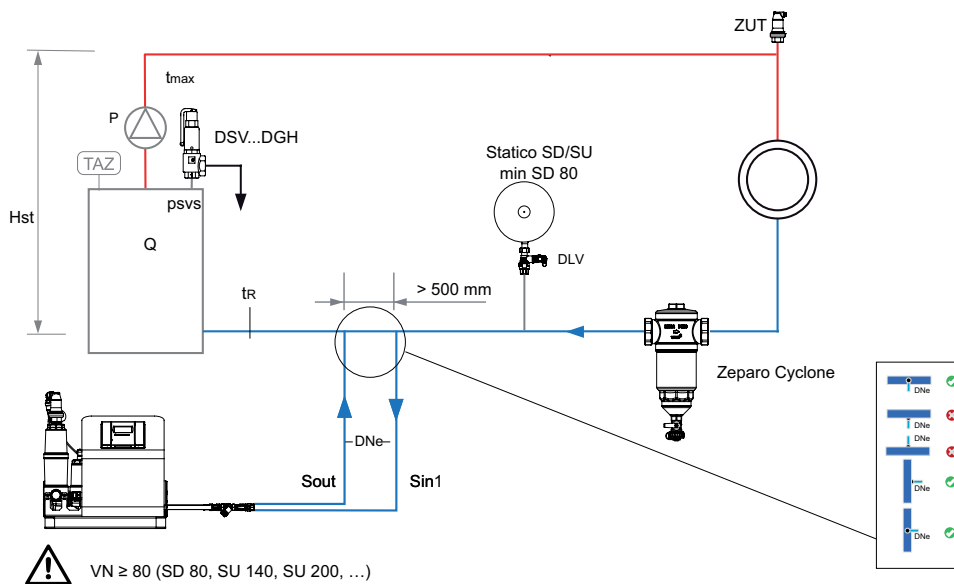 ZUT
tmax
P
DSV...DGH
TAZ
Statico SD/SU
min SD 80
psvs
Hst
Q
DLV
> 500 mm
tR
Zeparo Cyclone
DNe
DNe
DNe
DNe
DNe
DNe
Sout
Sin1
VN ≥ 80 (SD 80, SU 140, SU 200, …)